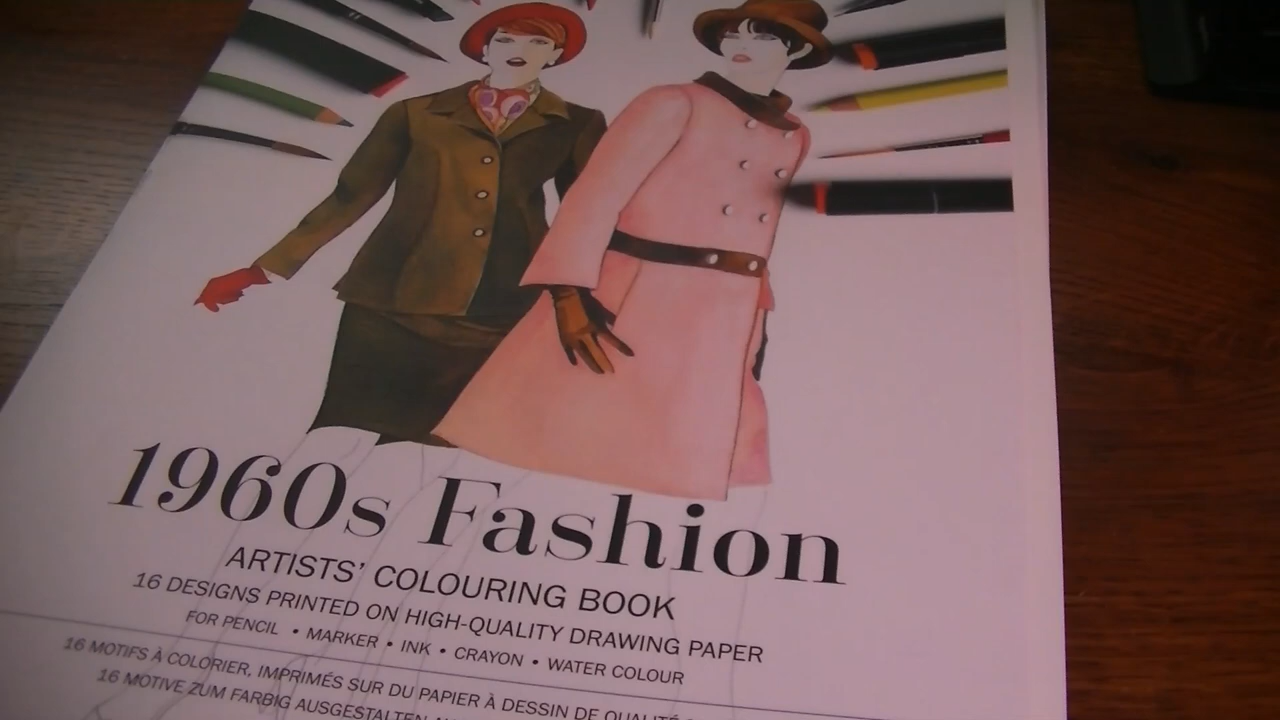 1960s Fashion
ARTISTS' COLOURING BOOK
16 DESIGNS PRINTED ON HIGH-QUALITY DRAWING PAPER
FOR PENCIL • MARKER • INK • CRAYON • WATER COLOUR
16 MOTIFS À COLORIER, IMPRIMÉS SUR DU PAPIER À DESSIN DE QUALITÉ
16 MOTIVE ZUM FARBIG AUSGESTALTEN